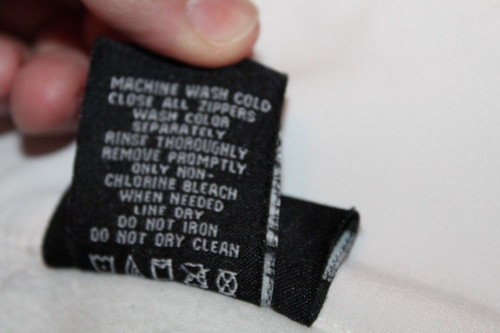 MACHINE WASH COLD
CLOSE ALL ZIPPERS
WASH COLOR
SEPARATELY
RINSE THOROUGHLY
REMOVE PROMPTLY
ONLY NON-
CHLORINE BLEACH
WHEN NEEDED
LINE DRY
DO NOT IRON
DO NOT DRY CLEAN